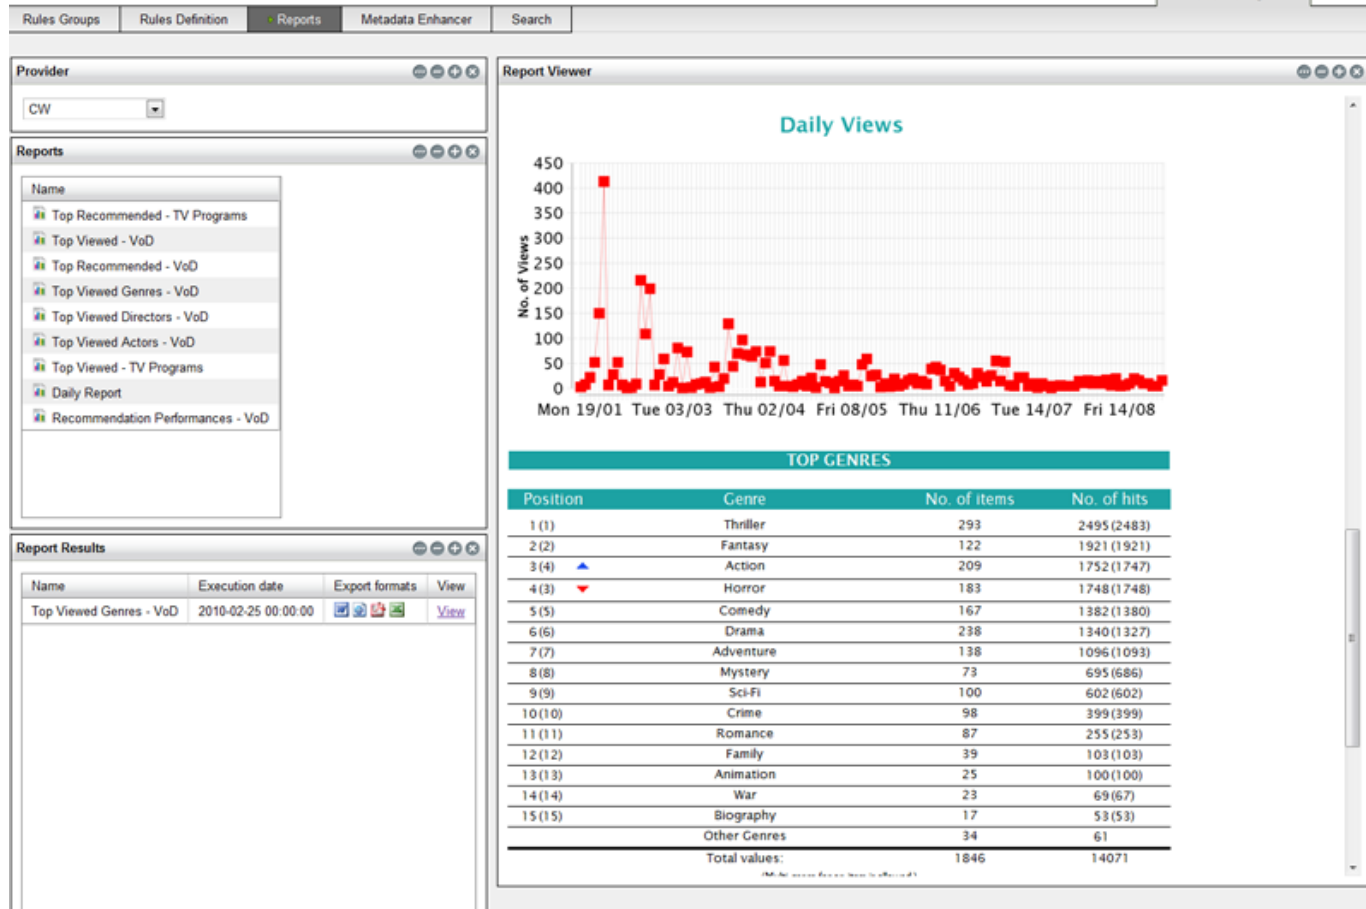 Rules Groups Rules Definition Reports Metadata Enhancer Search
Provider
CW
Reports
Name
Top Recommended - TV Programs
Top Viewed - VoD
Top Recommended - VoD
Top Viewed Genres - VoD
Top Viewed Directors - VoD
Top Viewed Actors - VoD
Top Viewed - TV Programs
Daily Report
Recommendation Performances - VoD
Report Results
Name Execution date Export formats View
Top Viewed Genres - VoD 2010-02-25 00:00:00 View
Report Viewer
Daily Views
No. of Views
450
400
350
300
250
200
150
100
50
0
Mon 19/01 Tue 03/03 Thu 02/04 Fri 08/05 Thu 11/06 Tue 14/07 Fri 14/08
TOP GENRES
Position Genre No. of items No. of hits
1 (1) Thriller 293 2495 (2483)
2 (2) Fantasy 122 1921 (1921)
3 (4) Action 209 1752 (1747)
4 (3) Horror 183 1748 (1748)
5 (5) Comedy 167 1382 (1380)
6 (6) Drama 238 1340 (1327)
7 (7) Adventure 138 1096 (1093)
8 (8) Mystery 73 695 (686)
9 (9) Sci-Fi 100 602 (602)
10 (10) Crime 98 399 (399)
11 (11) Romance 87 255 (253)
12 (12) Family 39 103 (103)
13 (13) Animation 25 100 (100)
14 (14) War 23 69 (67)
15 (15) Biography 17 53 (53)
Other Genres 34 61
Total values: 1846 14071